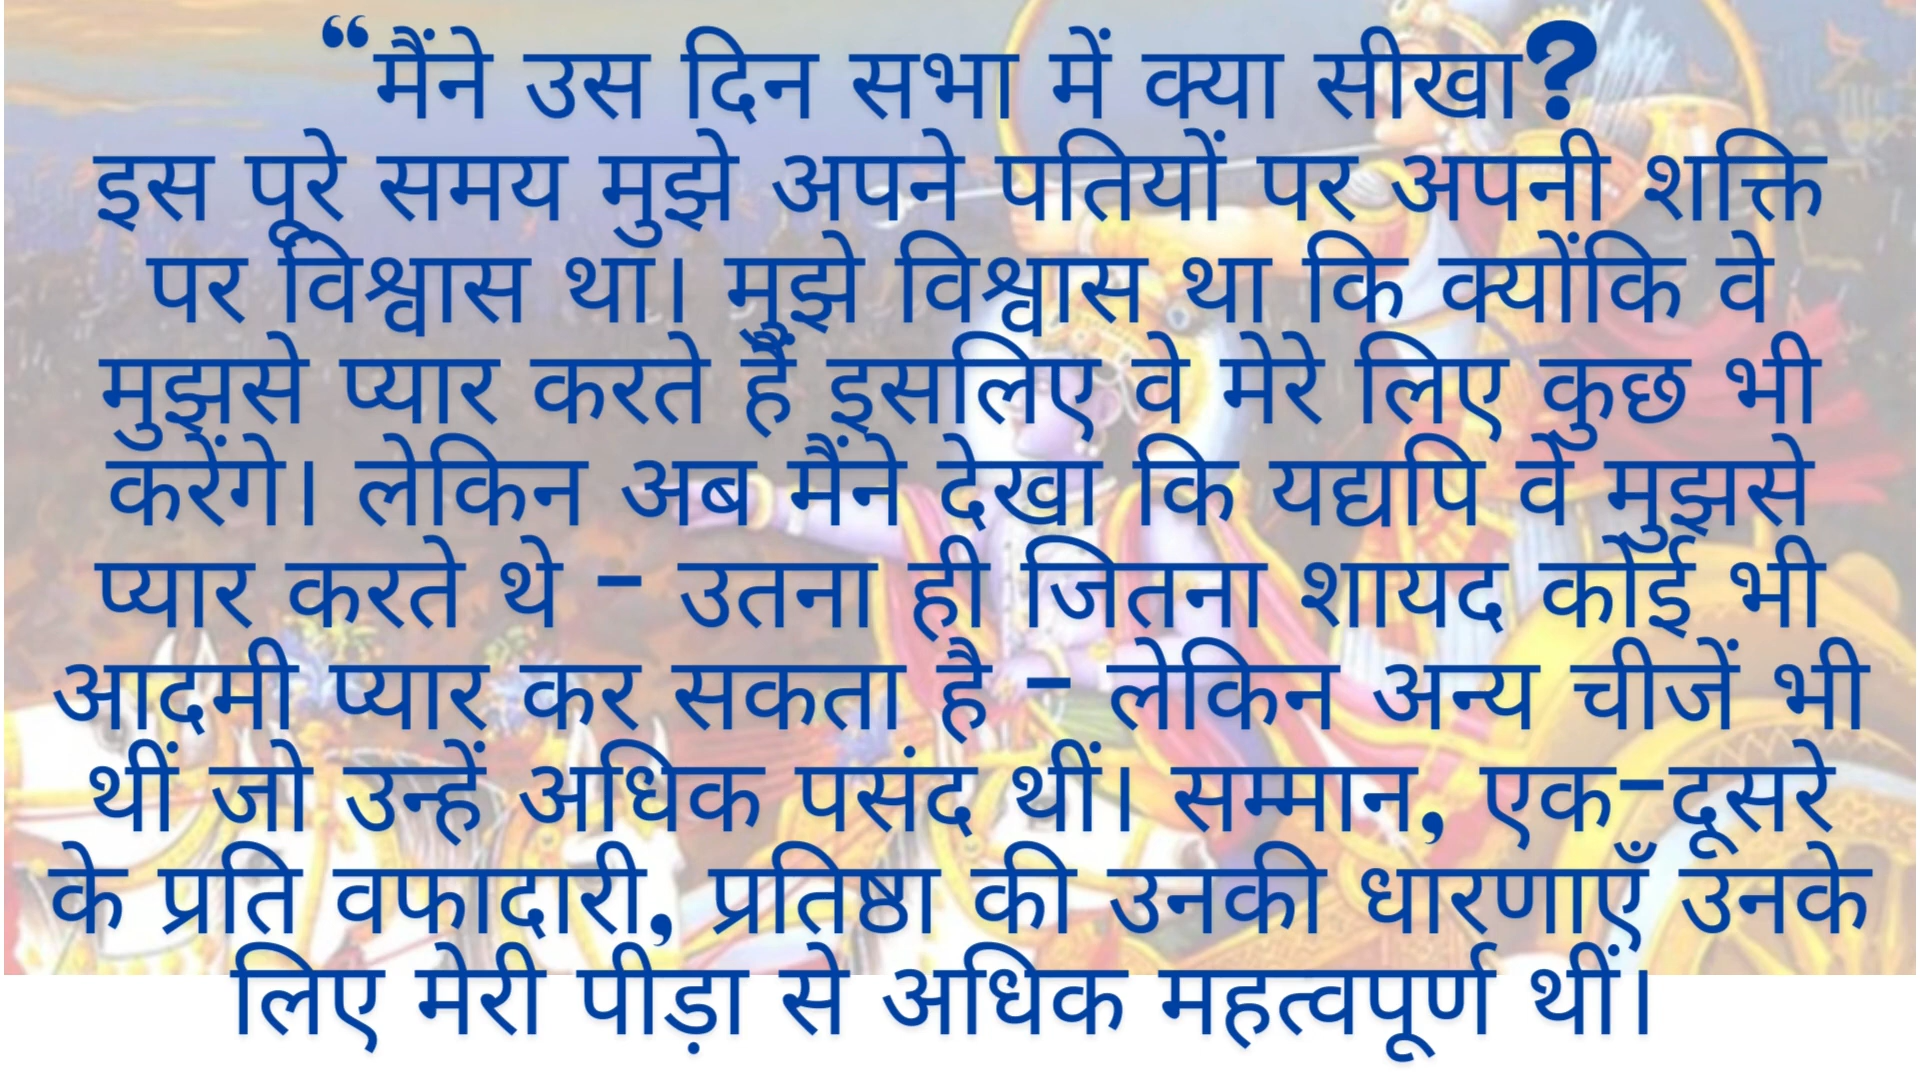 “मैंने उस दिन सभा में क्या सीखा?
इस पूरे समय मुझे अपने पतियों पर अपनी शक्ति
पर विश्वास था। मुझे विश्वास था कि क्योंकि वे
मुझसे प्यार करते हैं इसलिए वे मेरे लिए कुछ भी
करेंगे। लेकिन अब मैंने देखा कि यद्यपि वे मुझसे
प्यार करते थे - उतना ही जितना शायद कोई भी
आदमी प्यार कर सकता है - लेकिन अन्य चीजें भी
थीं जो उन्हें अधिक पसंद थीं। सम्मान, एक-दूसरे
के प्रति वफादारी, प्रतिष्ठा की उनकी धारणाएँ उनके
लिए मेरी पीड़ा से अधिक महत्वपूर्ण थीं।